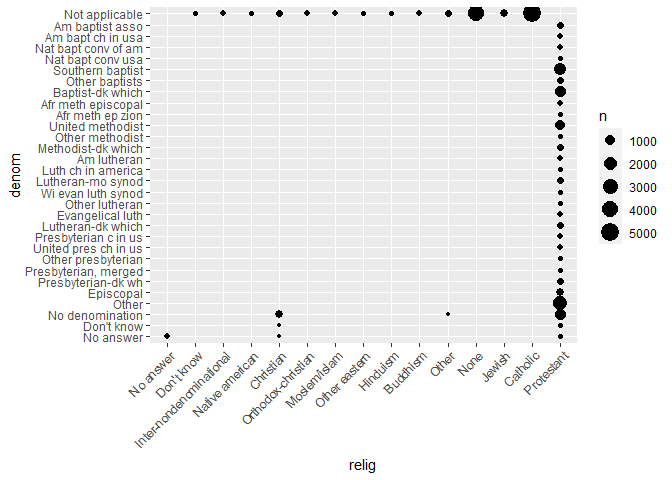 denom
Not applicable
Am baptist asso
Am bapt ch in usa
Nat bapt conv of am
Nat bapt conv usa
Southern baptist
Other baptists
Baptist-dk which
Afr meth episcopal
Afr meth ep zion
United methodist
Other methodist
Methodist-dk which
Am lutheran
Luth ch in america
Lutheran-mo synod
Wi evan luth synod
Other lutheran
Evangelical luth
Lutheran-dk which
Presbyterian c in us
United pres ch in us
Other presbyterian
Presbyterian, merged
Presbyterian-dk wh
Episcopal
Other
No denomination
Don't know
No answer
No answer
Don't know
Inter-nondenominational
Native american
Christian
Orthodox-christian
Moslem/islam
Other eastern
Hinduism
Buddhism
Other
None
Jewish
Catholic
Protestant
relig
n
1000
2000
3000
4000
5000